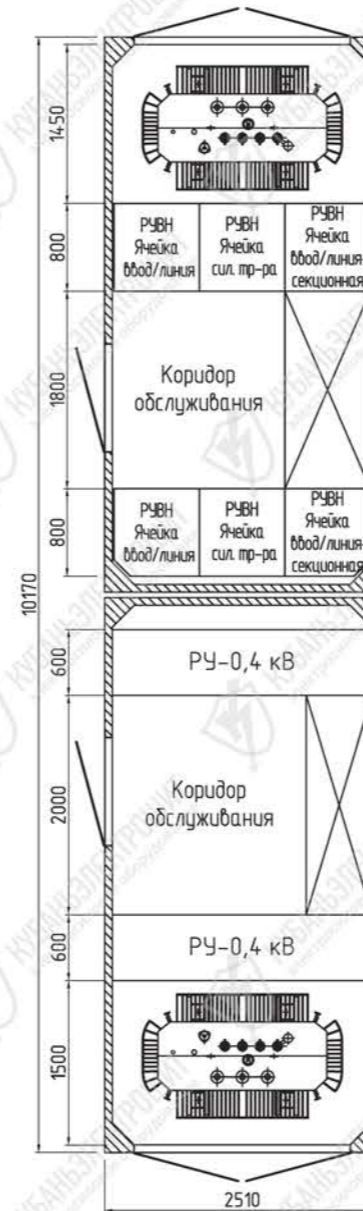 1450
РУВН
Ячейка
ввод/линия
РУВН
Ячейка
сил. тр-ра
РУВН
Ячейка
ввод/линия-
секционная
800
Коридор
обслуживания
1800
РУВН
Ячейка
ввод/линия
РУВН
Ячейка
сил. тр-ра
РУВН
Ячейка
ввод/линия-
секционная
800
10170
РУ-0,4 кВ
600
Коридор
обслуживания
2000
РУ-0,4 кВ
600
1500
2510
КУБАНЬЭЛЕКТРОЩИТ